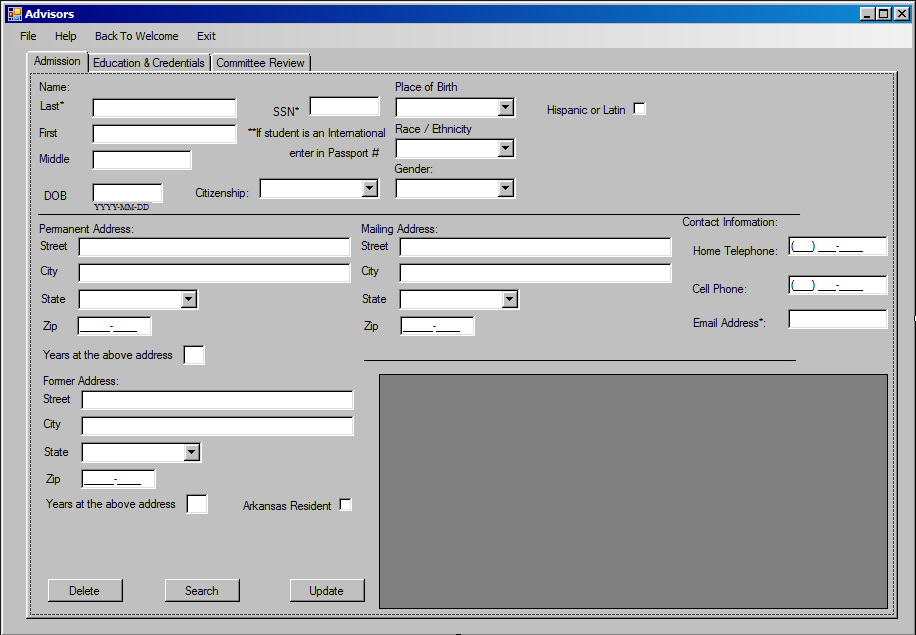 Advisors
File Help Back To Welcome Exit
Admission Education & Credentials Committee Review
Name:
Last*
First
Middle
DOB
YYYY-MM-DD
SSN*
**If student is an International
enter in Passport #
Citizenship:
Place of Birth
Race / Ethnicity
Gender:
Hispanic or Latin
Permanent Address:
Street
City
State
Zip
_____-____
Years at the above address
Mailing Address:
Street
City
State
Zip
_____-____
Contact Information:
Home Telephone:
(___) ___-____
Cell Phone:
(___) ___-____
Email Address*:
Former Address:
Street
City
State
Zip
_____-____
Years at the above address
Arkansas Resident
Delete Search Update